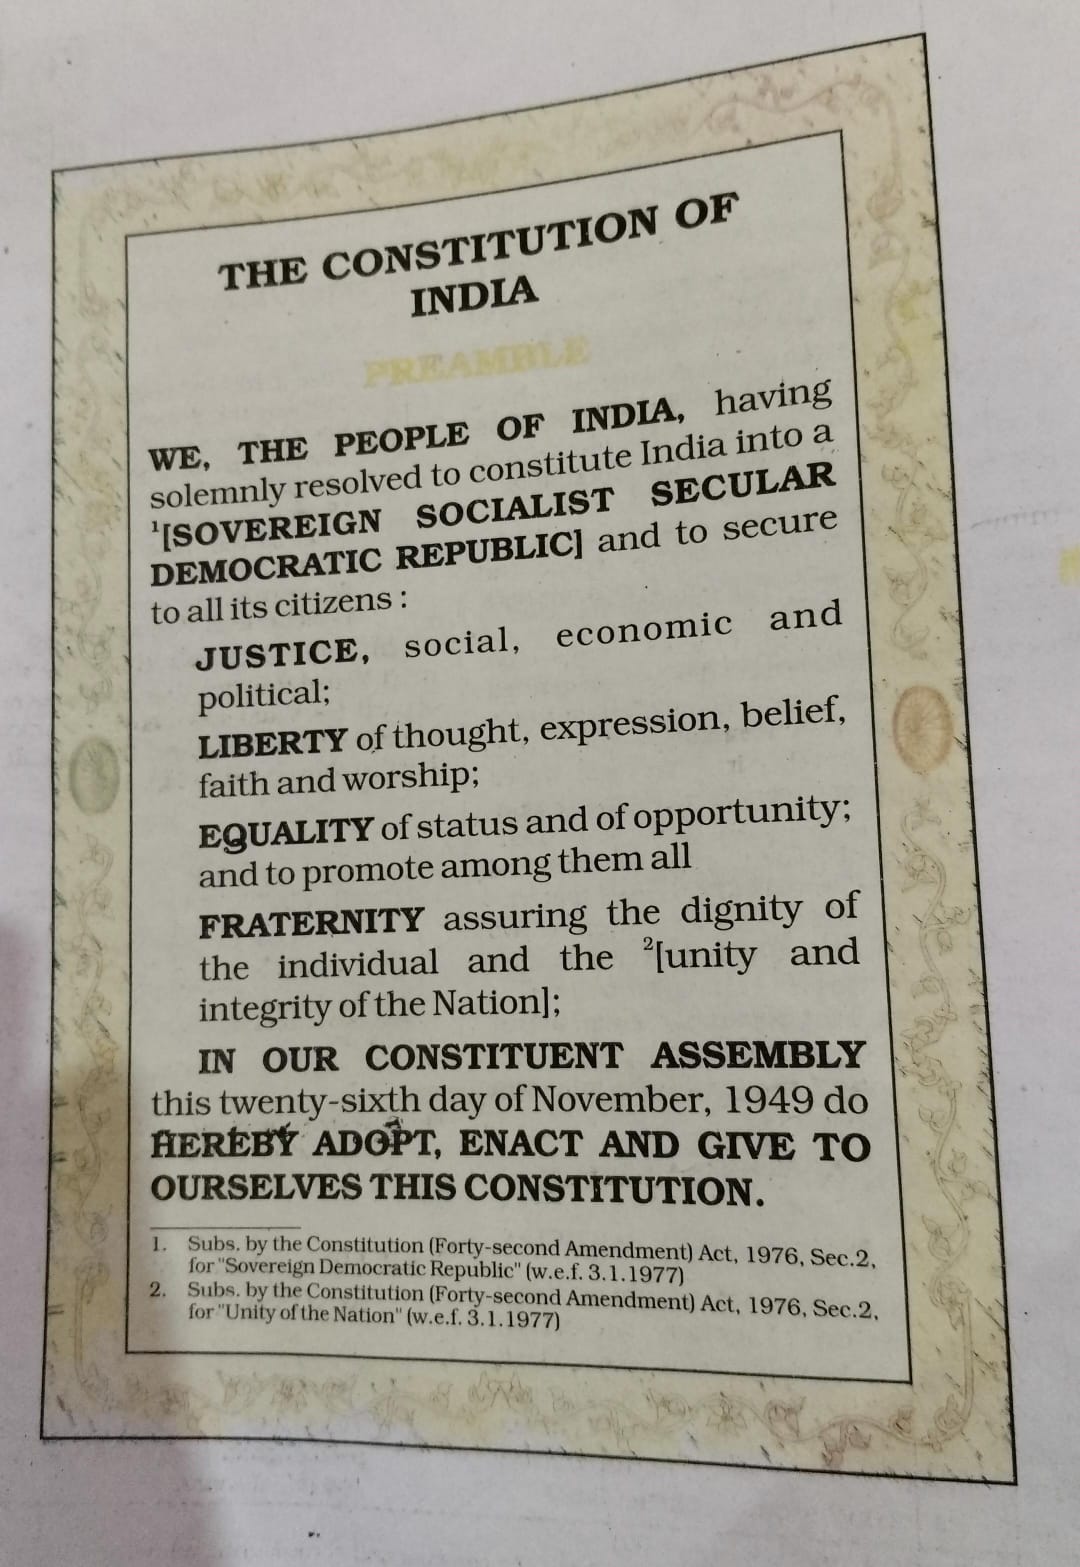 THE CONSTITUTION OF
INDIA
PREAMBLE
WE, THE PEOPLE OF INDIA, having
solemnly resolved to constitute India into a
¹[SOVEREIGN SOCIALIST SECULAR
DEMOCRATIC REPUBLIC] and to secure
to all its citizens :
JUSTICE, social, economic and
political;
LIBERTY of thought, expression, belief,
faith and worship;
EQUALITY of status and of opportunity;
and to promote among them all
FRATERNITY assuring the dignity of
the individual and the ²[unity and
integrity of the Nation];
IN OUR CONSTITUENT ASSEMBLY
this twenty-sixth day of November, 1949 do
HEREBY ADOPT, ENACT AND GIVE TO
OURSELVES THIS CONSTITUTION.
1. Subs. by the Constitution (Forty-second Amendment) Act, 1976, Sec.2,
for "Sovereign Democratic Republic" (w.e.f. 3.1.1977)
2. Subs. by the Constitution (Forty-second Amendment) Act, 1976, Sec.2,
for "Unity of the Nation" (w.e.f. 3.1.1977)